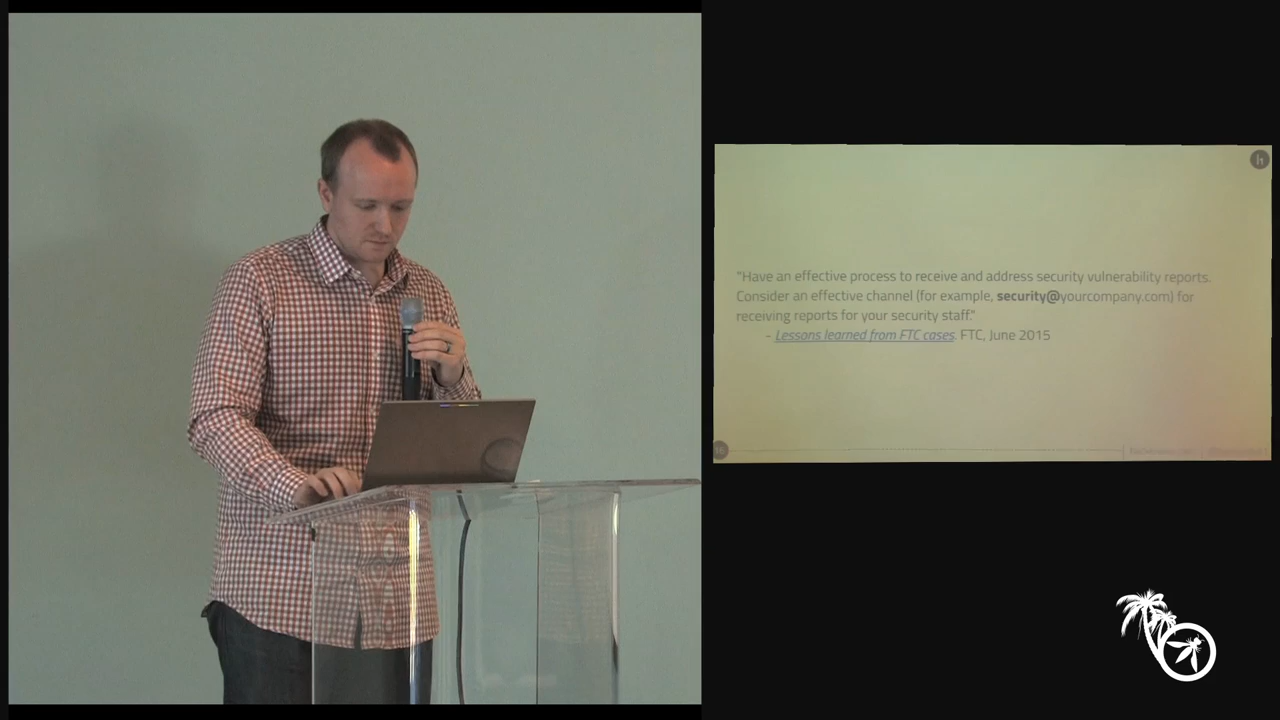 "Have an effective process to receive and address security vulnerability reports.
Consider an effective channel (for example, security@yourcompany.com) for
receiving reports for your security staff."
- Lessons learned from FTC cases. FTC, June 2015
h